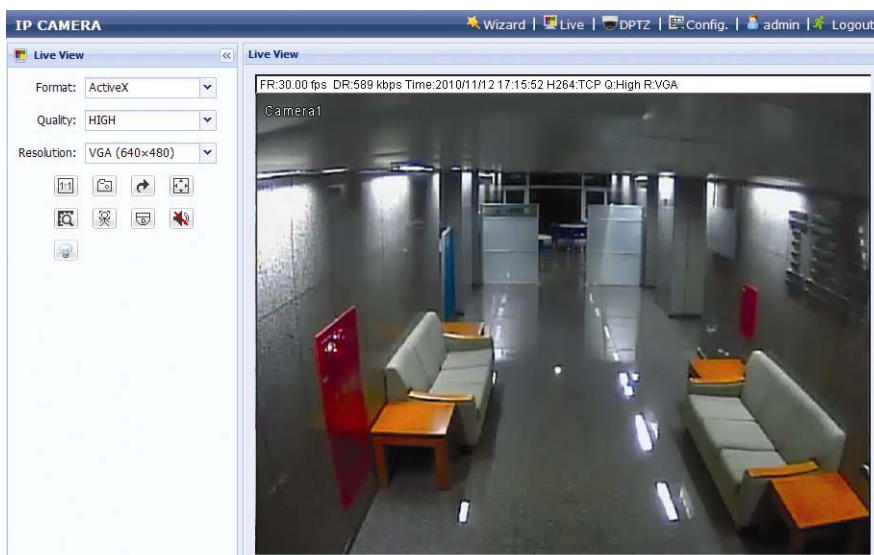 IP CAMERA
Wizard | Live | DPTZ | Config. | admin | Logout
Live View
Live View
Format: ActiveX
Quality: HIGH
Resolution: VGA (640×480)
1:1
FR:30.00 fps DR:589 kbps Time:2010/11/12 17:15:52 H264:TCP Q:High R:VGA
Camera1